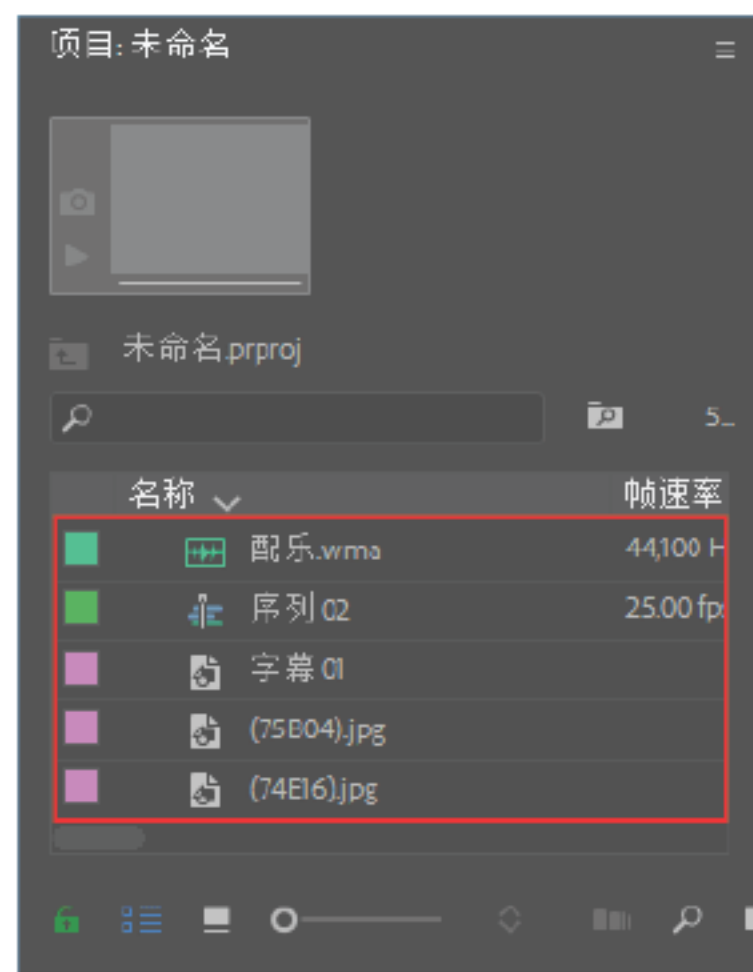 项目: 未命名
未命名.prproj
5...
名称 帧速率
配乐.wma 44,100 H
序列 02 25.00 fp
字幕 01
(75B04).jpg
(74E16).jpg